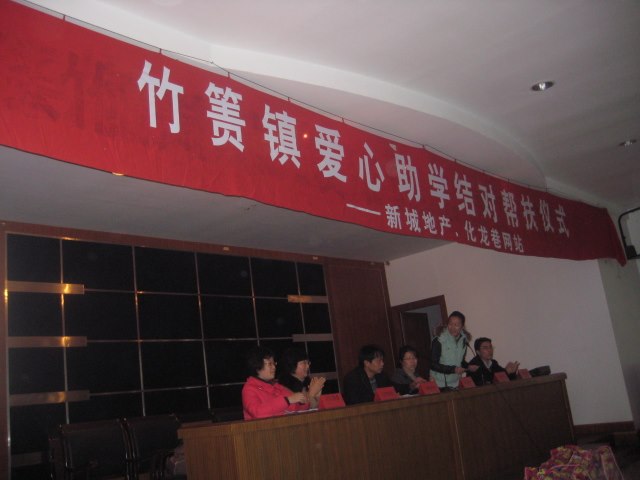 竹箦镇爱心助学结对帮扶仪式
——新城地产、化龙巷网站